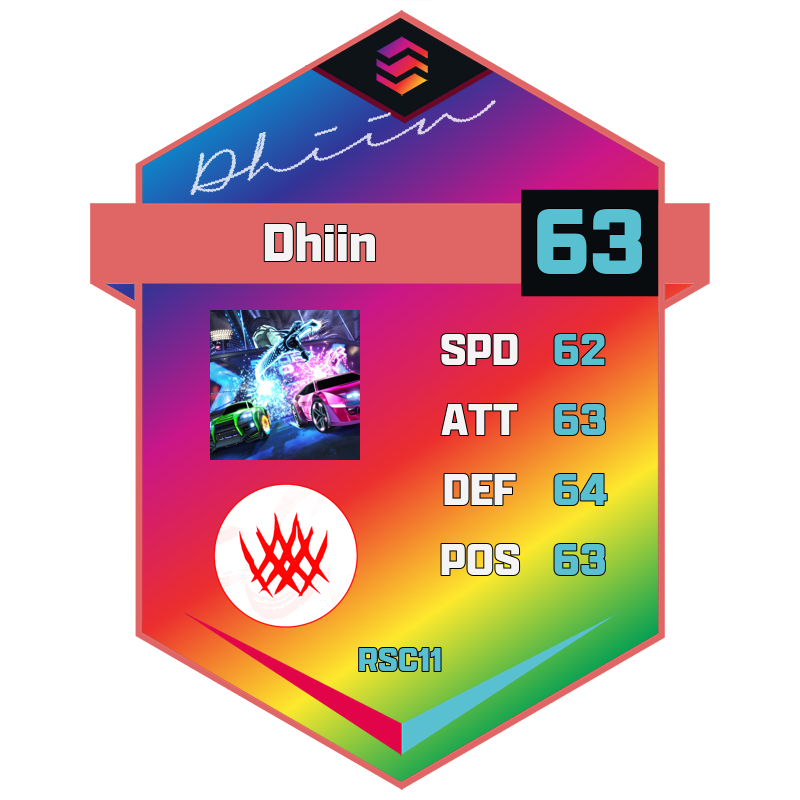 Dhiin
Dhiin
63
SPD 62
ATT 63
DEF 64
POS 63
RSC11